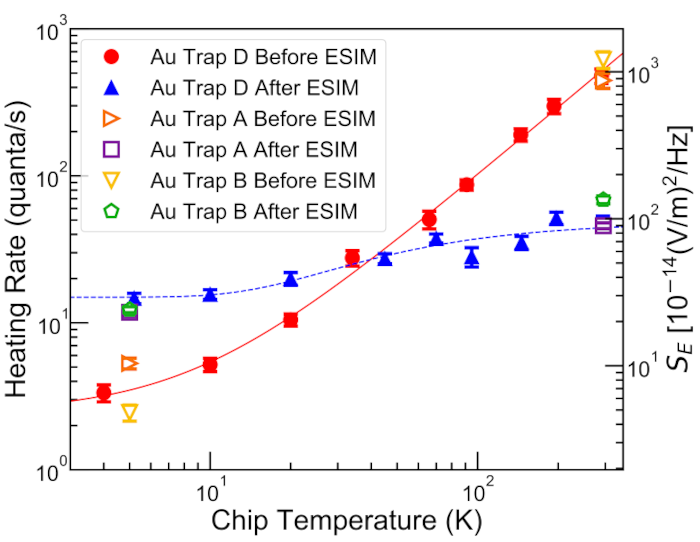 10³
10²
10¹
10⁰
Heating Rate (quanta/s)
Au Trap D Before ESIM
Au Trap D After ESIM
Au Trap A Before ESIM
Au Trap A After ESIM
Au Trap B Before ESIM
Au Trap B After ESIM
10³
10²
10¹
S_E [10⁻¹⁴(V/m)²/Hz]
10¹
10²
Chip Temperature (K)